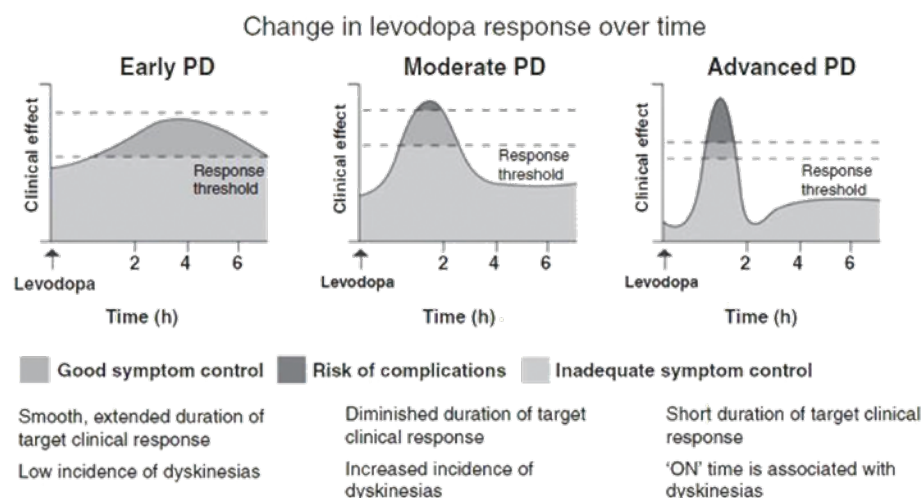 Change in levodopa response over time
Early PD
Clinical effect
Response
threshold
2 4 6
Levodopa
Time (h)
Moderate PD
Clinical effect
Response
threshold
2 4 6
Levodopa
Time (h)
Advanced PD
Clinical effect
Response
threshold
2 4 6
Levodopa
Time (h)
Good symptom control
Risk of complications
Inadequate symptom control
Smooth, extended duration of
target clinical response
Low incidence of dyskinesias
Diminished duration of target
clinical response
Increased incidence of
dyskinesias
Short duration of target clinical
response
‘ON’ time is associated with
dyskinesias